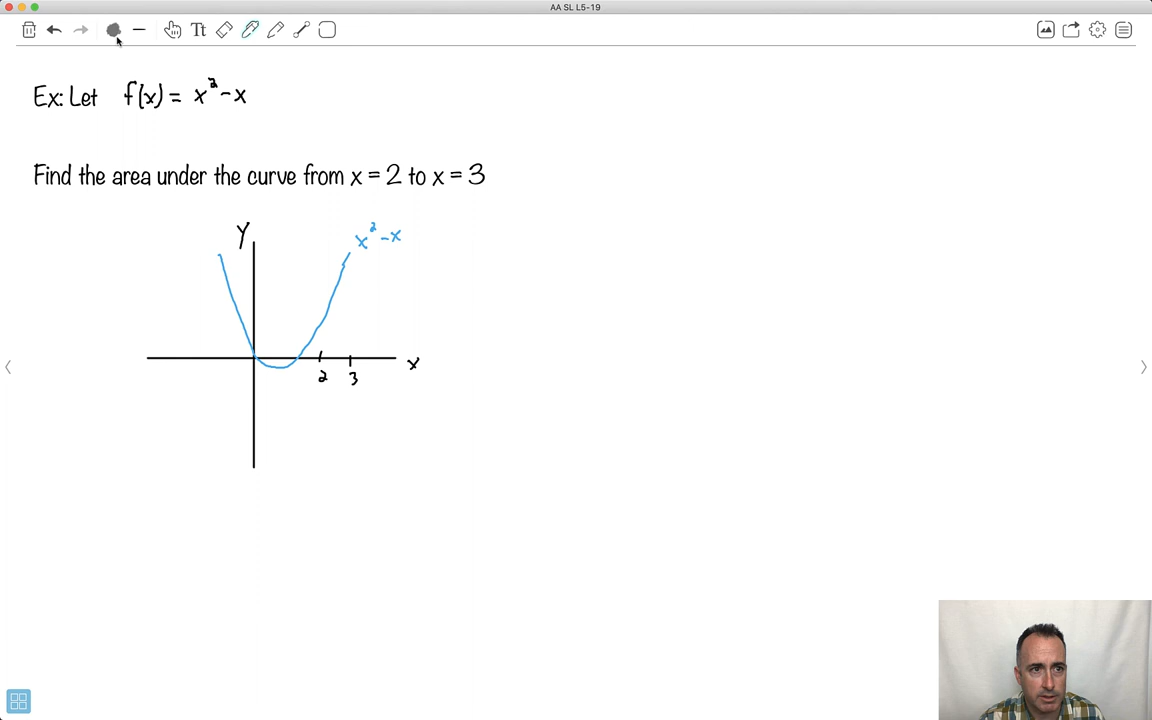 AA SL L5-19
Tt
Ex: Let f(x) = x² - x
Find the area under the curve from x = 2 to x = 3
Y
x² - x
x
2 3